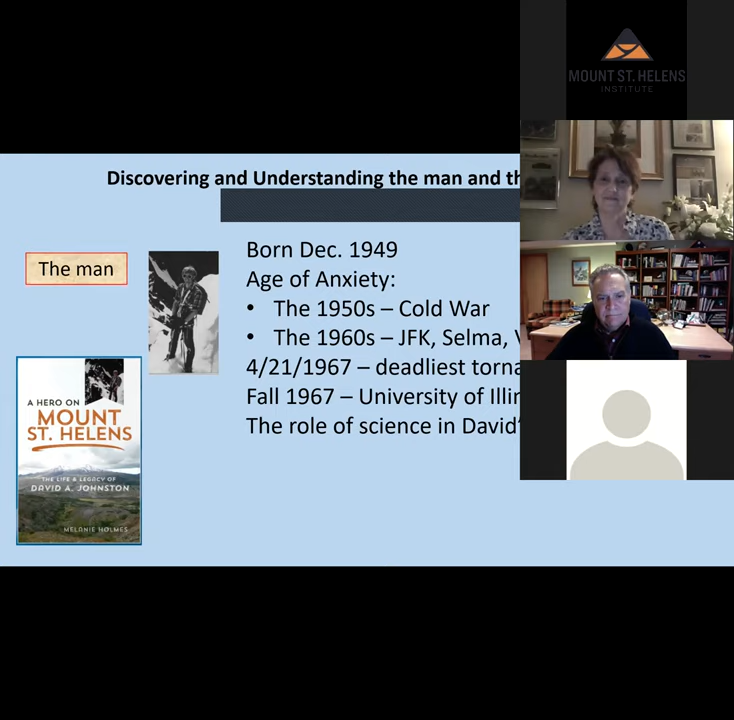 MOUNT ST. HELENS
INSTITUTE
Discovering and Understanding the man and th
The man
Born Dec. 1949
Age of Anxiety:
• The 1950s – Cold War
• The 1960s – JFK, Selma, V
4/21/1967 – deadliest torna
Fall 1967 – University of Illin
The role of science in David'
A HERO ON
MOUNT
ST. HELENS
THE LIFE & LEGACY OF
DAVID A. JOHNSTON
MELANIE HOLMES